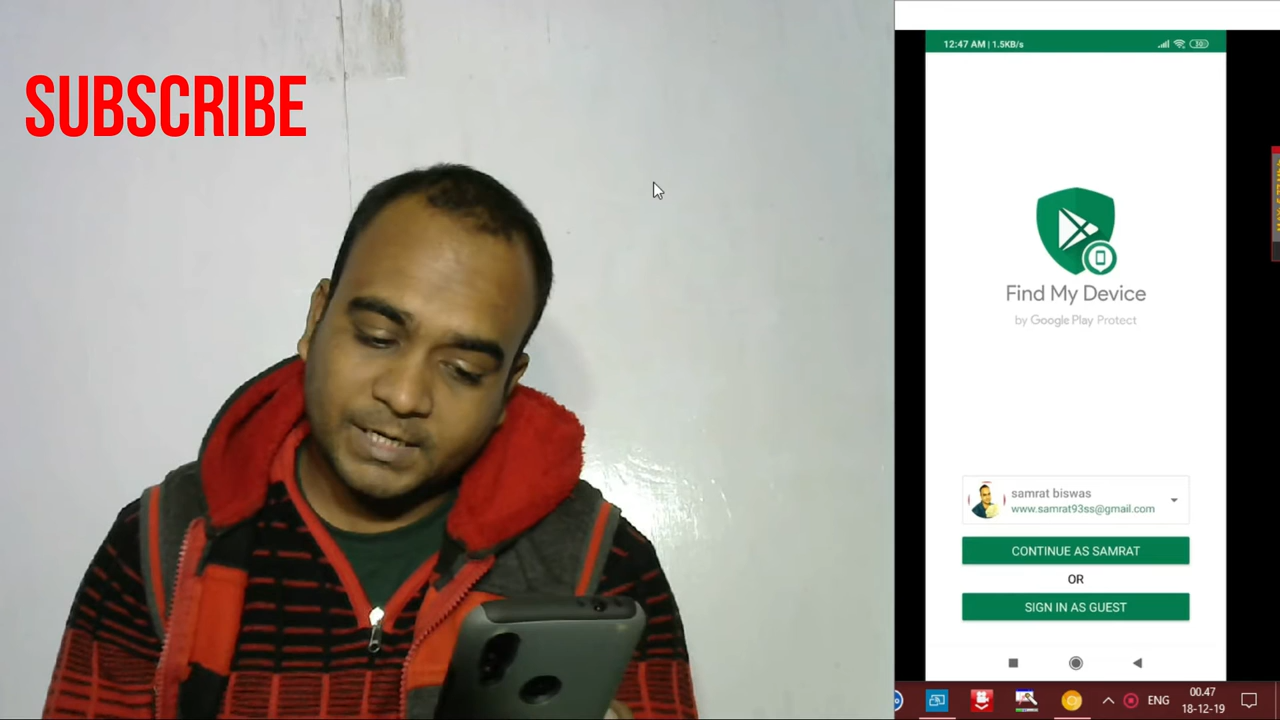 SUBSCRIBE
12:47 AM | 1.5KB/s
Find My Device
by Google Play Protect
samrat biswas
www.samrat93ss@gmail.com
CONTINUE AS SAMRAT
OR
SIGN IN AS GUEST
ENG
00.47
18-12-19